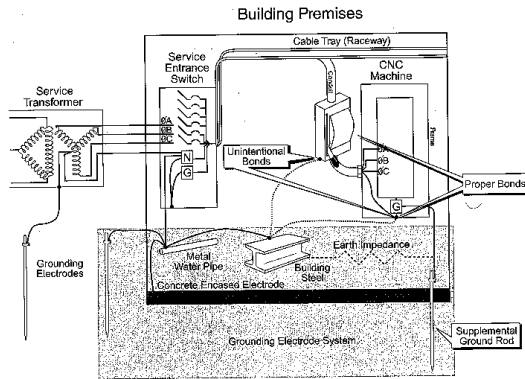 Building Premises
Cable Tray (Raceway)
Service
Entrance
Switch
CNC
Machine
Conduit
Service
Transformer
Frame
ØA
ØB
ØC
N
G
Unintentional
Bonds
ØA
ØB
ØC
G
Proper Bonds
Grounding
Electrodes
Metal
Water Pipe
Earth Impedance
Building
Steel
Concrete Encased Electrode
Grounding Electrode System
Supplemental
Ground Rod